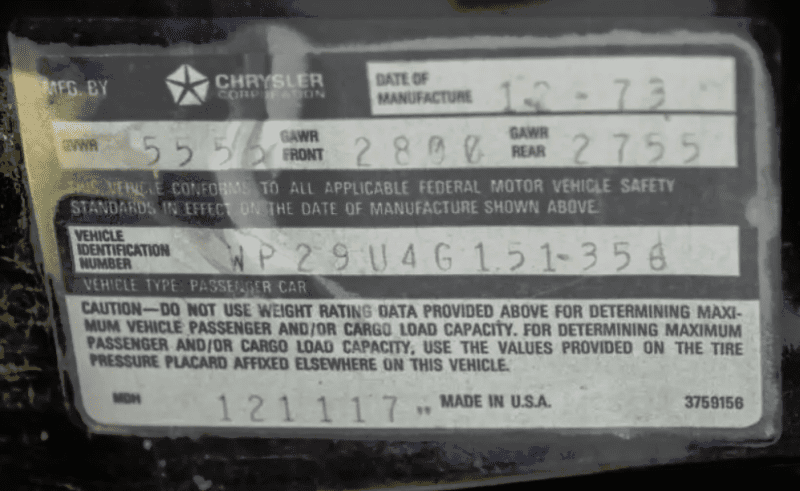 MFG. BY CHRYSLER CORPORATION
DATE OF MANUFACTURE 12-73
GVWR 5555 GAWR FRONT 2800 GAWR REAR 2755
THIS VEHICLE CONFORMS TO ALL APPLICABLE FEDERAL MOTOR VEHICLE SAFETY
STANDARDS IN EFFECT ON THE DATE OF MANUFACTURE SHOWN ABOVE.
VEHICLE IDENTIFICATION NUMBER WP29U4G151-358
VEHICLE TYPE: PASSENGER CAR
CAUTION—DO NOT USE WEIGHT RATING DATA PROVIDED ABOVE FOR DETERMINING MAXI-
MUM VEHICLE PASSENGER AND/OR CARGO LOAD CAPACITY. FOR DETERMINING MAXIMUM
PASSENGER AND/OR CARGO LOAD CAPACITY, USE THE VALUES PROVIDED ON THE TIRE
PRESSURE PLACARD AFFIXED ELSEWHERE ON THIS VEHICLE.
MDH 121117 „ MADE IN U.S.A. 3759156